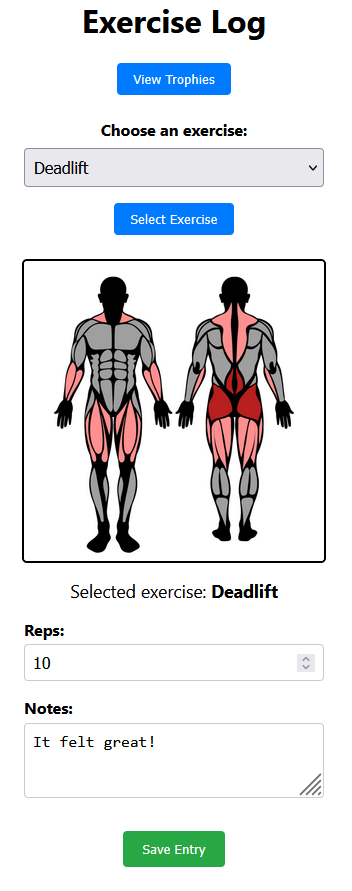 Exercise Log
View Trophies
Choose an exercise:
Deadlift
Select Exercise
Selected exercise: Deadlift
Reps:
10
Notes:
It felt great!
Save Entry